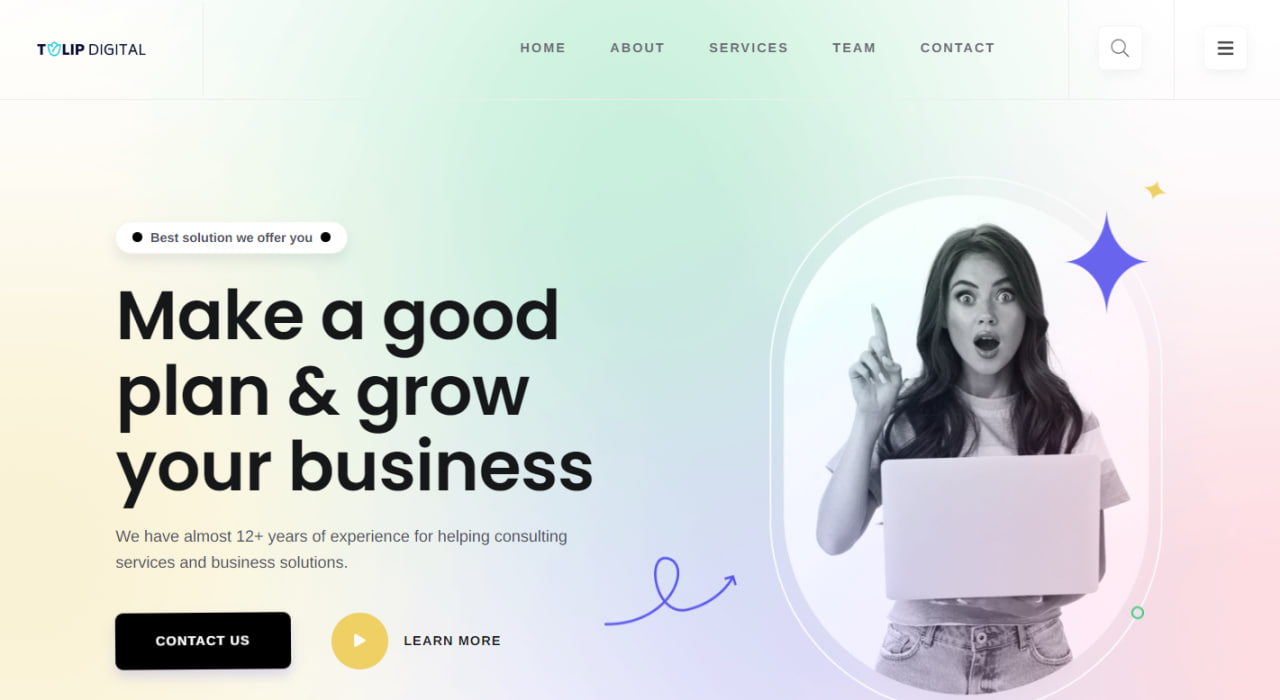 TULIP DIGITAL
HOME ABOUT SERVICES TEAM CONTACT
Best solution we offer you
Make a good
plan & grow
your business
We have almost 12+ years of experience for helping consulting
services and business solutions.
CONTACT US
LEARN MORE